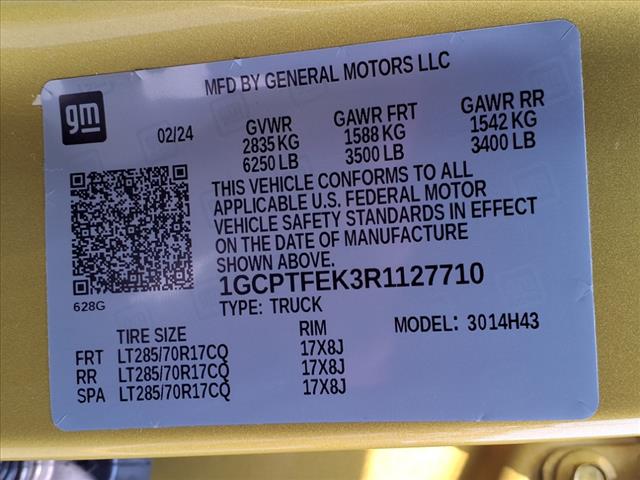 MFD BY GENERAL MOTORS LLC
gm
02/24
GVWR GAWR FRT GAWR RR
2835 KG 1588 KG 1542 KG
6250 LB 3500 LB 3400 LB
THIS VEHICLE CONFORMS TO ALL
APPLICABLE U.S. FEDERAL MOTOR
VEHICLE SAFETY STANDARDS IN EFFECT
ON THE DATE OF MANUFACTURE
SHOWN ABOVE.
628G
1GCPTFEK3R1127710
TYPE: TRUCK
TIRE SIZE RIM MODEL: 3014H43
FRT LT285/70R17CQ 17X8J
RR LT285/70R17CQ 17X8J
SPA LT285/70R17CQ 17X8J